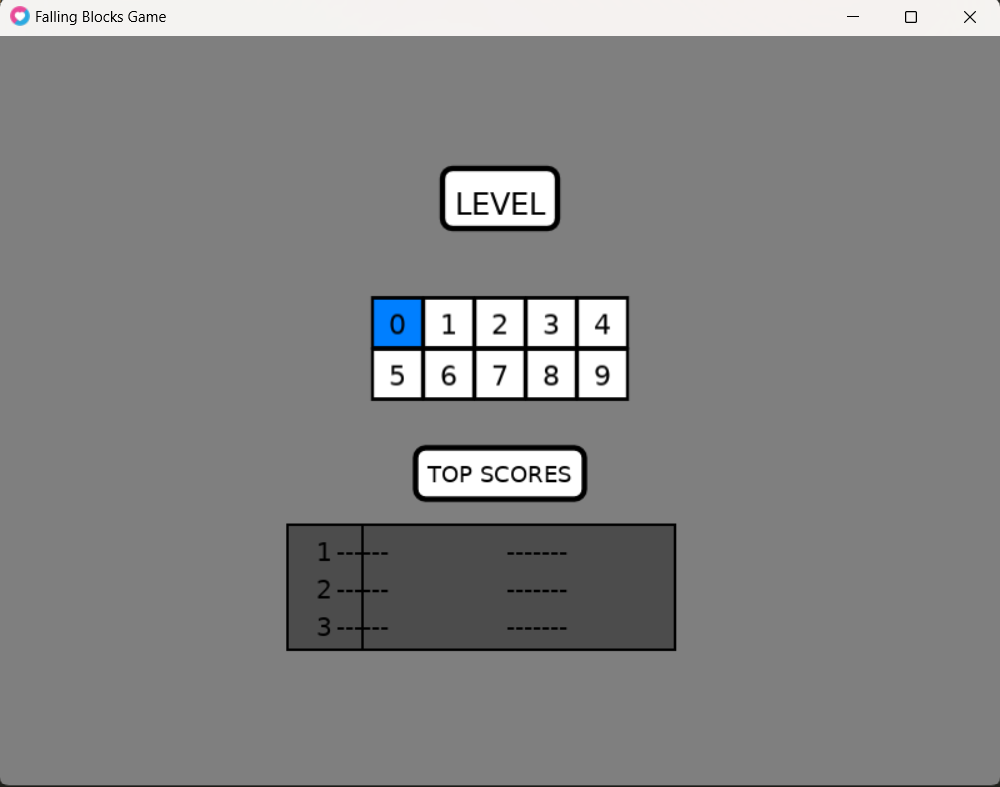 Falling Blocks Game
LEVEL
0 1 2 3 4
5 6 7 8 9
TOP SCORES
1 ------ -------
2 ------ -------
3 ------ -------